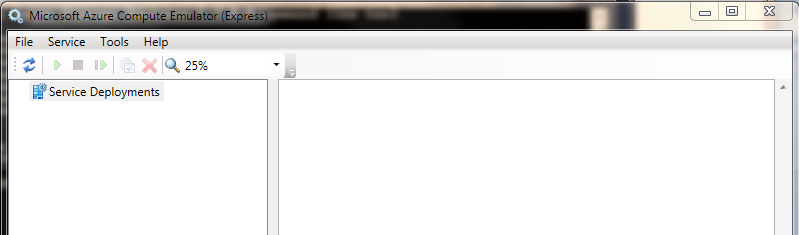 Microsoft Azure Compute Emulator (Express)
File Service Tools Help
25%
Service Deployments